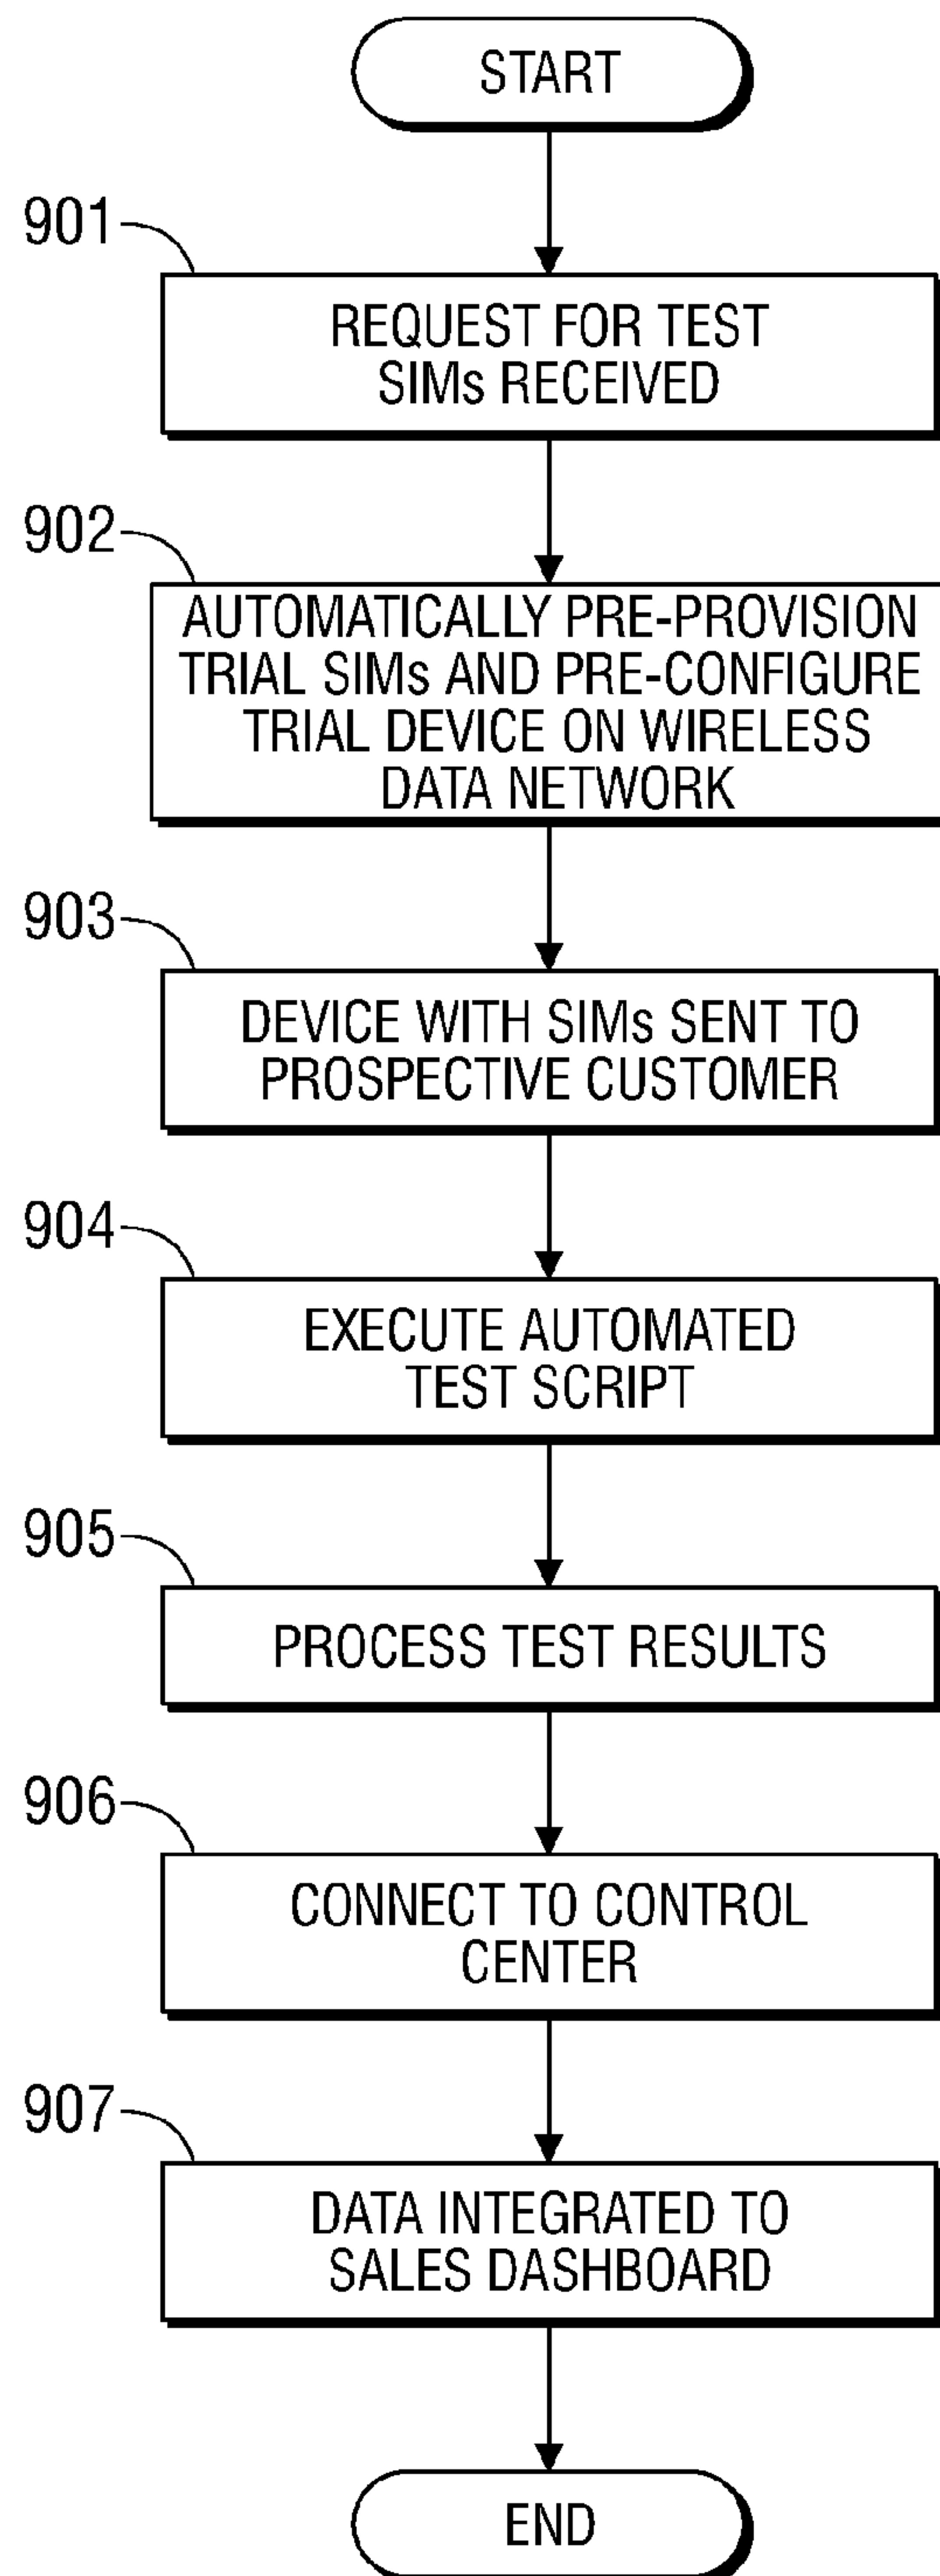 START
901
REQUEST FOR TEST
SIMs RECEIVED
902
AUTOMATICALLY PRE-PROVISION
TRIAL SIMs AND PRE-CONFIGURE
TRIAL DEVICE ON WIRELESS
DATA NETWORK
903
DEVICE WITH SIMs SENT TO
PROSPECTIVE CUSTOMER
904
EXECUTE AUTOMATED
TEST SCRIPT
905
PROCESS TEST RESULTS
906
CONNECT TO CONTROL
CENTER
907
DATA INTEGRATED TO
SALES DASHBOARD
END